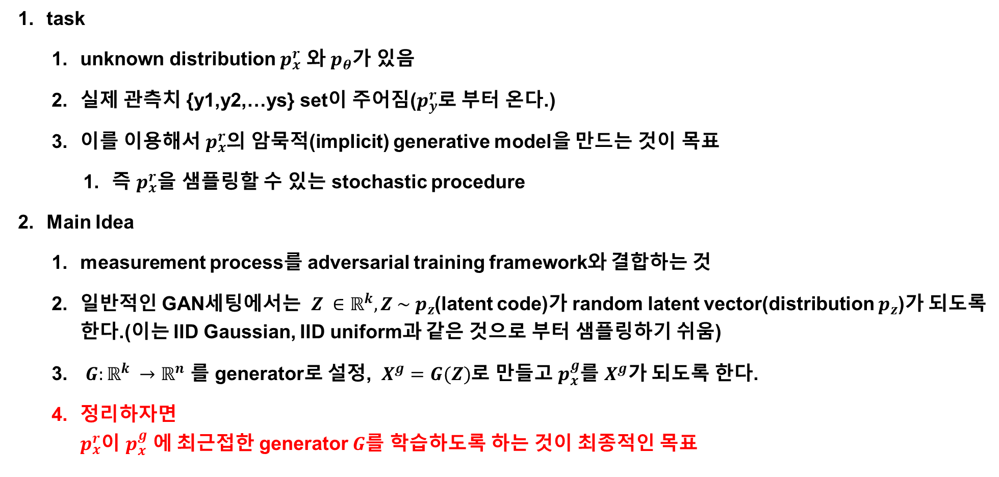 1. task
1. unknown distribution $p_x^r$ 와 $p_\theta$가 있음
2. 실제 관측치 {y1,y2,…ys} set이 주어짐($p_y^r$로 부터 온다.)
3. 이를 이용해서 $p_x^r$의 암묵적(implicit) generative model을 만드는 것이 목표
1. 즉 $p_x^r$을 샘플링할 수 있는 stochastic procedure
2. Main Idea
1. measurement process를 adversarial training framework와 결합하는 것
2. 일반적인 GAN세팅에서는 $Z \in \mathbb{R}^k, Z \sim p_z$(latent code)가 random latent vector(distribution $p_z$)가 되도록
한다.(이는 IID Gaussian, IID uniform과 같은 것으로 부터 샘플링하기 쉬움)
3. $G: \mathbb{R}^k \rightarrow \mathbb{R}^n$ 를 generator로 설정, $X^g = G(Z)$로 만들고 $p_x^g$를 $X^g$가 되도록 한다.
4. 정리하자면
$p_x^r$이 $p_x^g$ 에 최근접한 generator $G$를 학습하도록 하는 것이 최종적인 목표